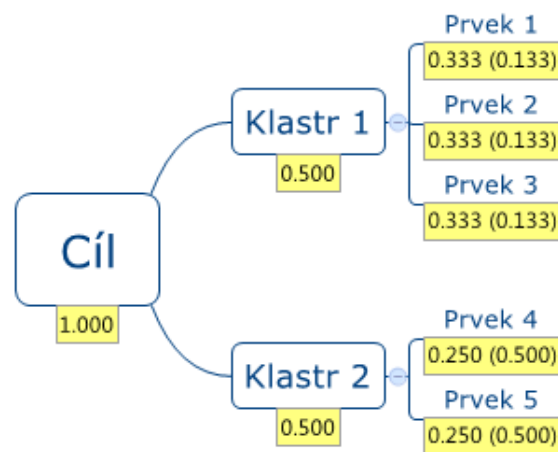 Prvek 1
0.333 (0.133)
Prvek 2
Klastr 1
0.333 (0.133)
0.500
Prvek 3
0.333 (0.133)
Cíl
1.000
Prvek 4
0.250 (0.500)
Klastr 2
0.500
Prvek 5
0.250 (0.500)